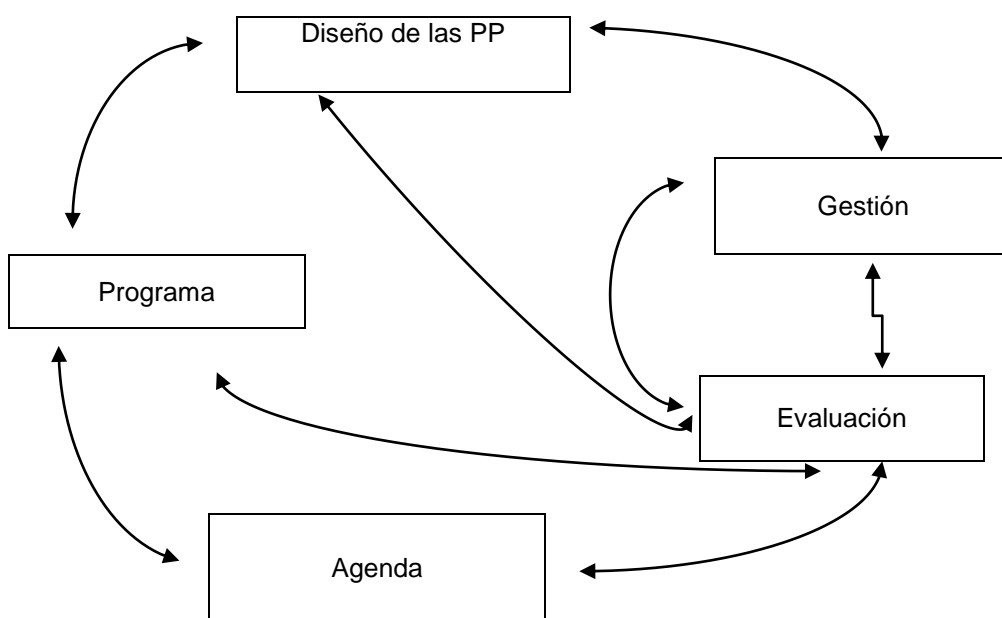 Diseño de las PP
Gestión
Programa
Evaluación
Agenda